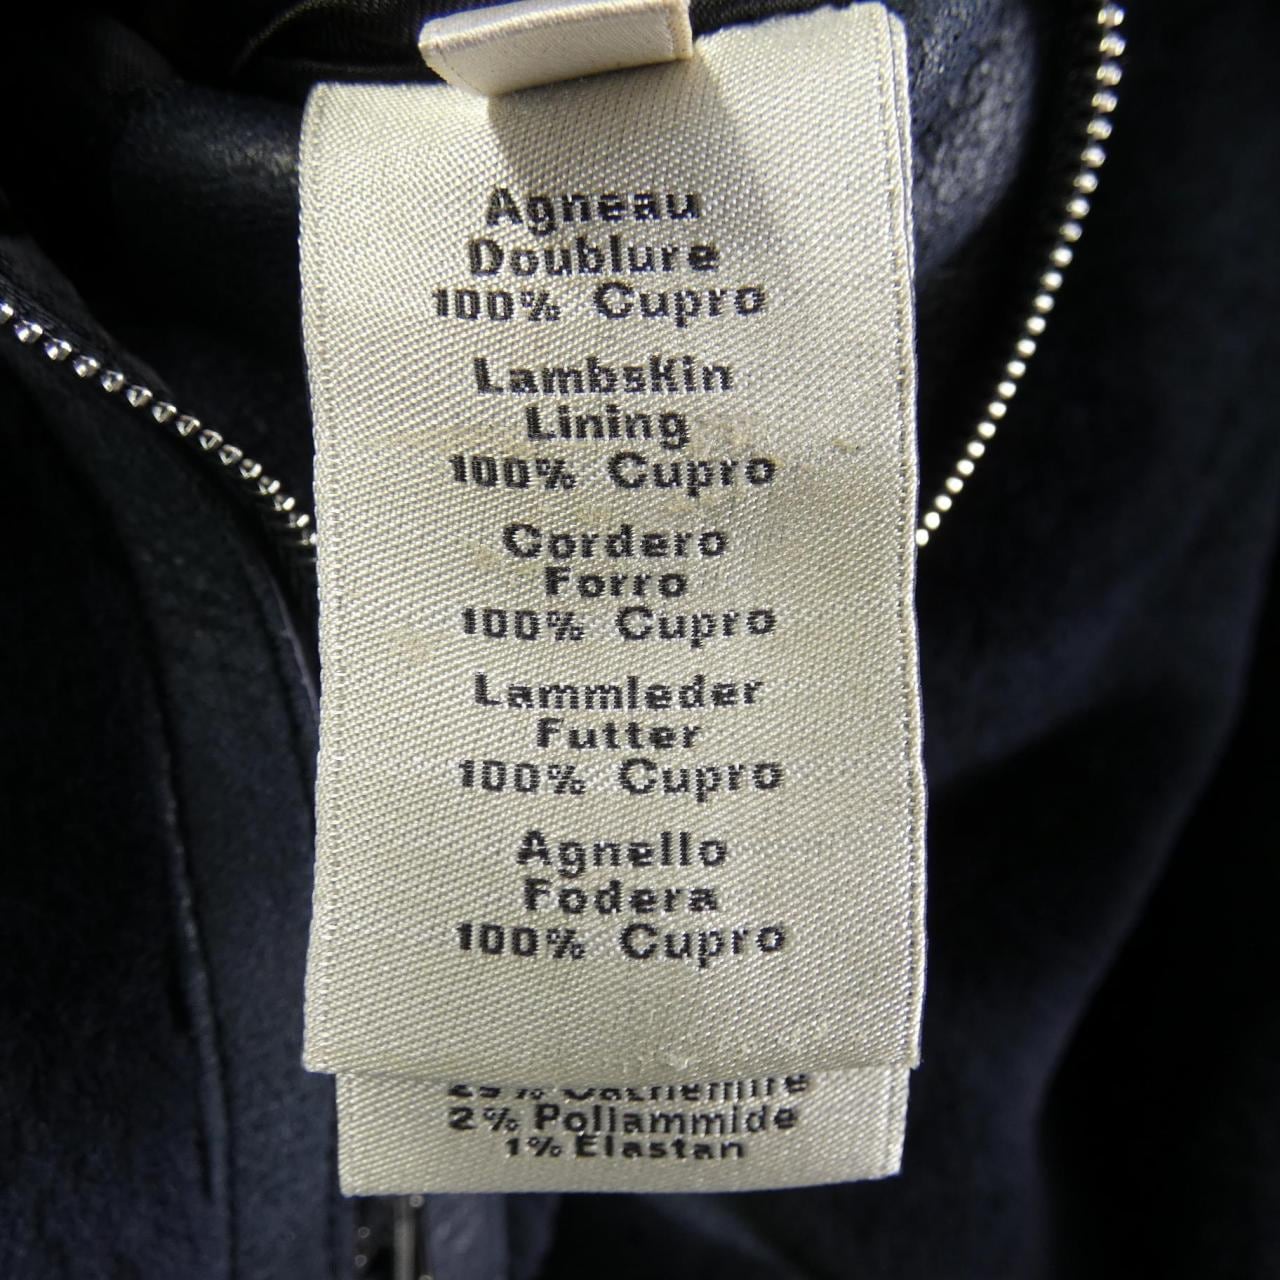 Agneau
Doublure
100% Cupro
Lambskin
Lining
100% Cupro
Cordero
Forro
100% Cupro
Lammleder
Futter
100% Cupro
Agnello
Fodera
100% Cupro
Cachemire
2% Poliammide
1% Elastan